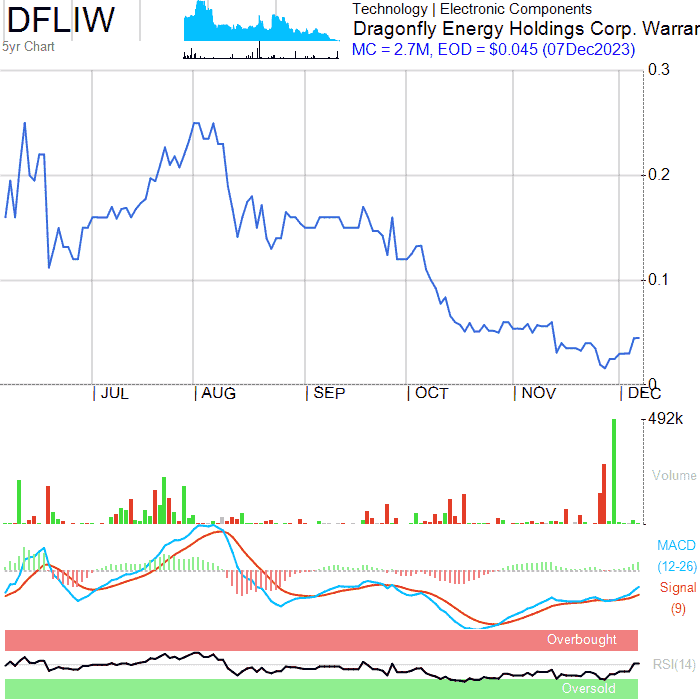 DFLIW
5yr Chart
Technology | Electronic Components
Dragonfly Energy Holdings Corp. Warran
MC = 2.7M, EOD = $0.045 (07Dec2023)
0.3
0.2
0.1
0
JUL AUG SEP OCT NOV DEC
492k
Volume
MACD
(12-26)
Signal
(9)
Overbought
RSI(14)
Oversold